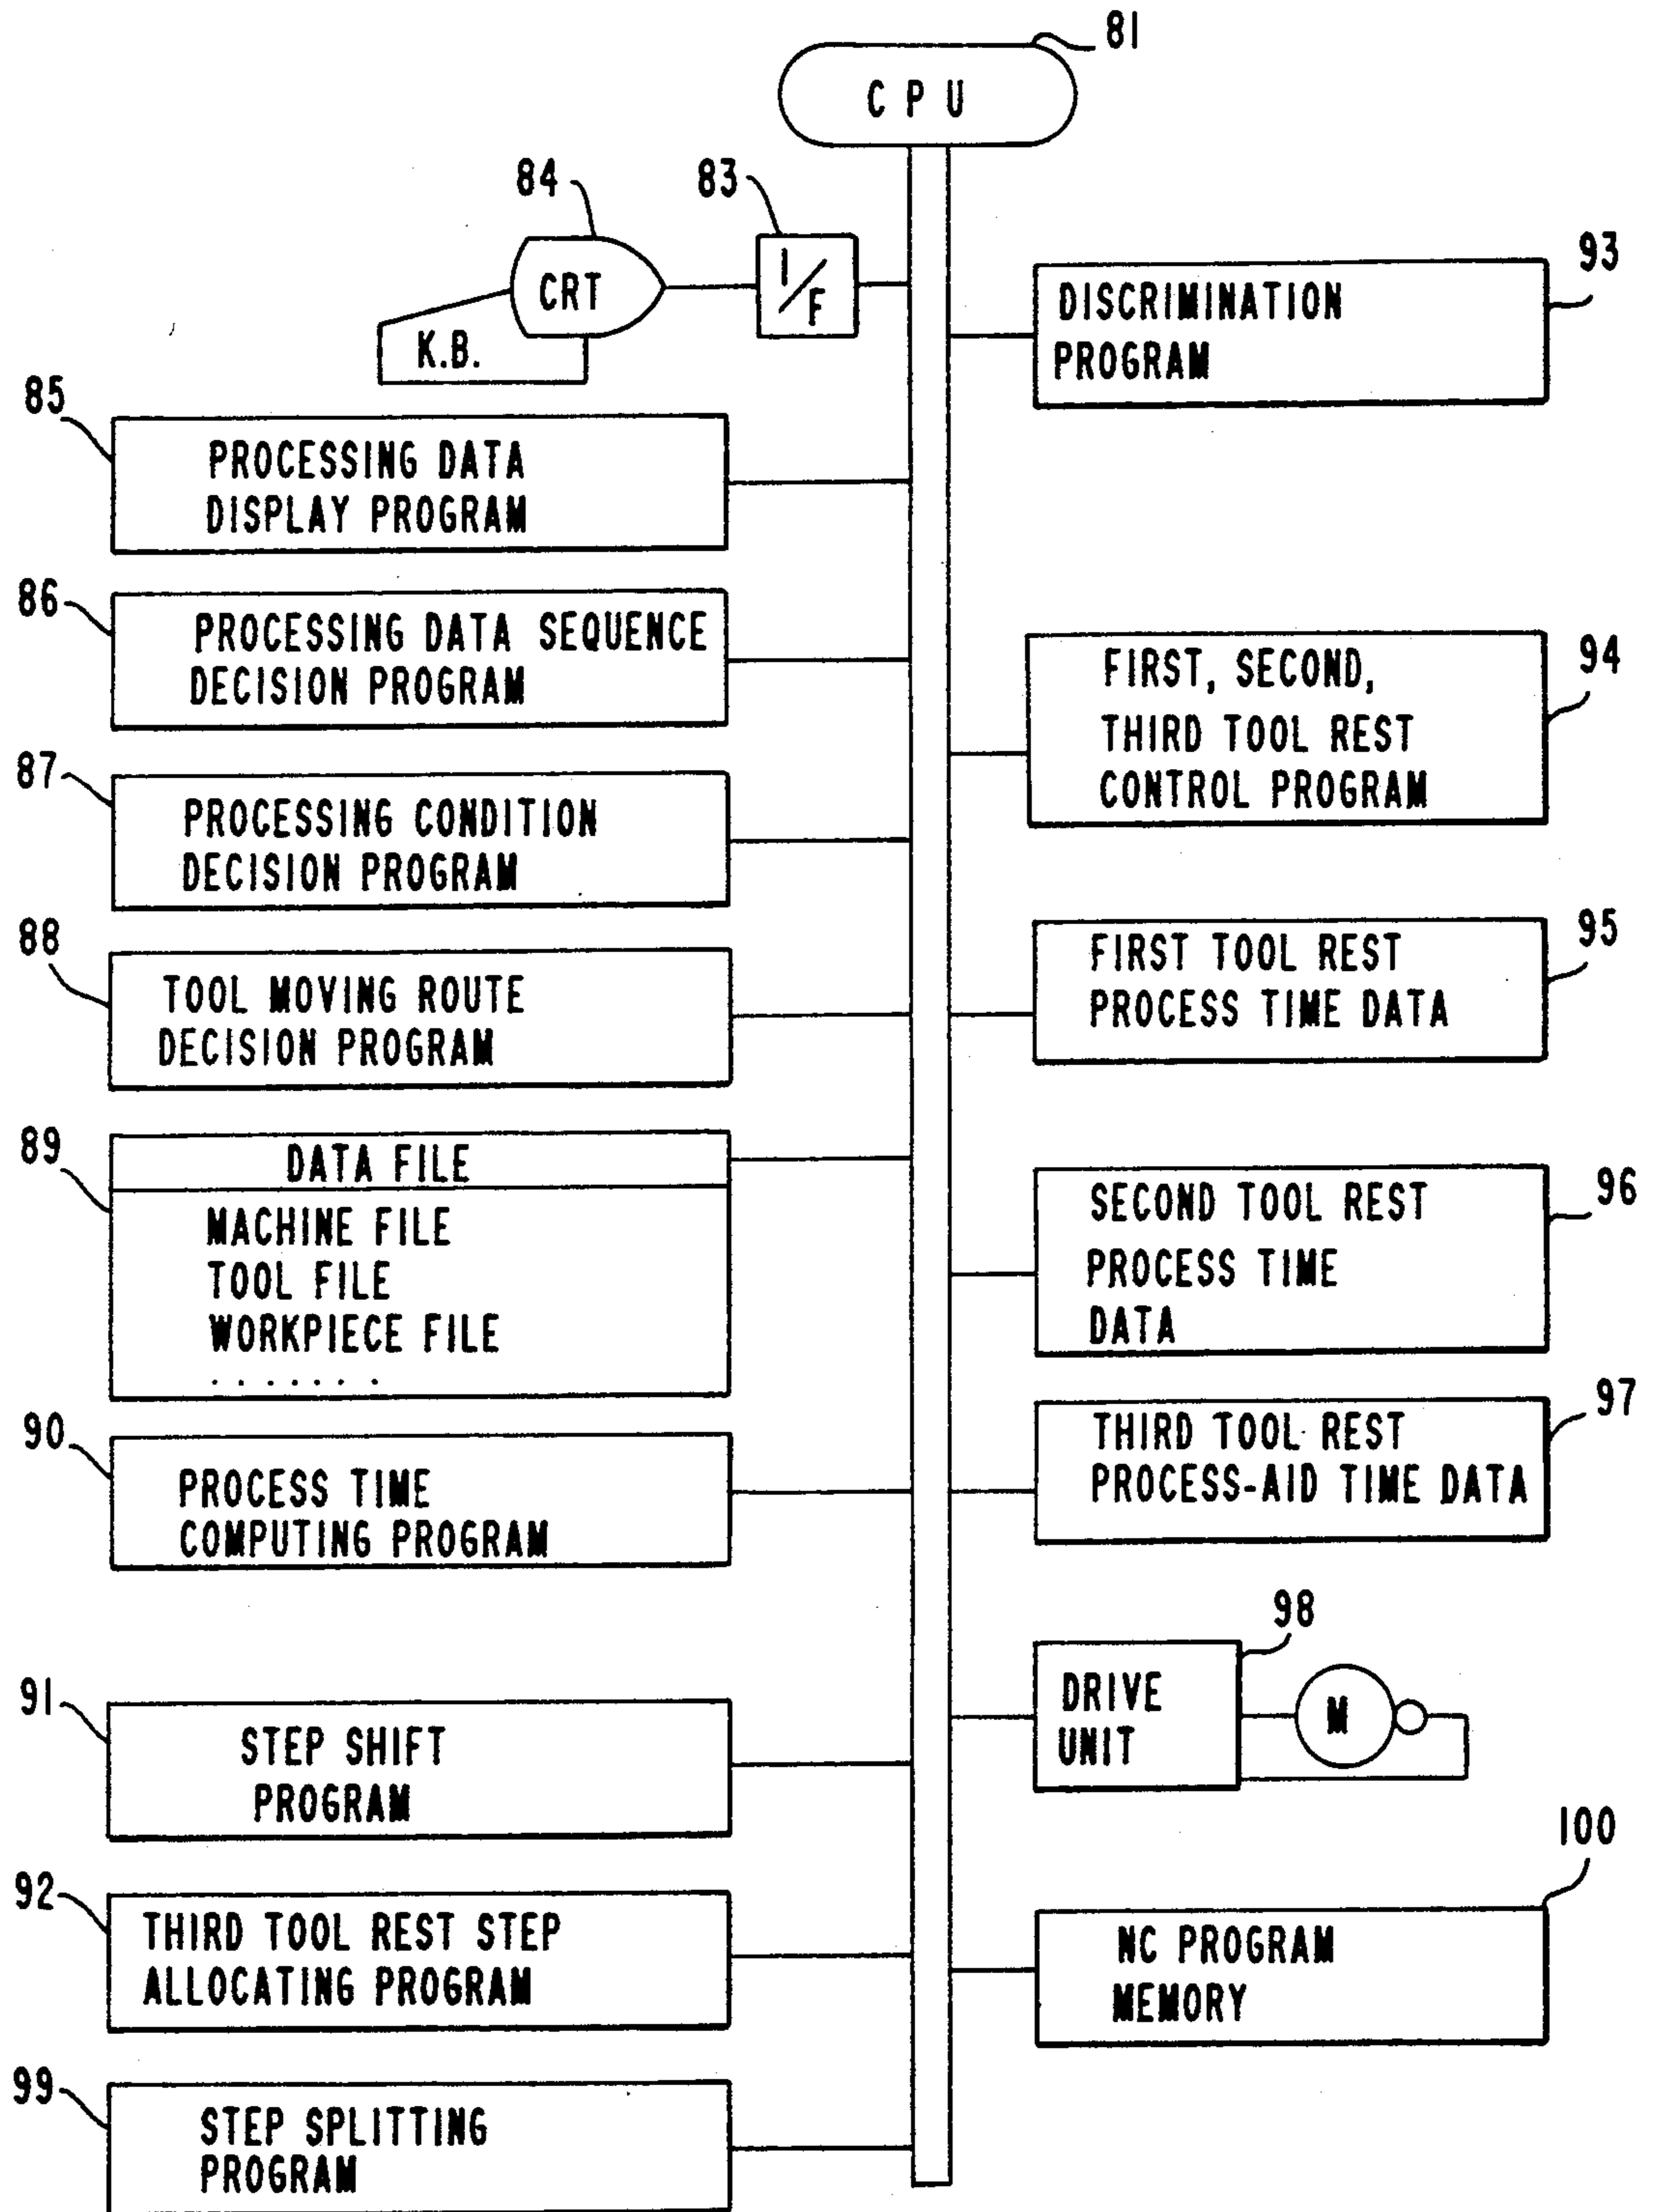 81
C P U
84
83
CRT
I/F
K.B.
93
DISCRIMINATION
PROGRAM
85
PROCESSING DATA
DISPLAY PROGRAM
86
PROCESSING DATA SEQUENCE
DECISION PROGRAM
94
FIRST, SECOND,
THIRD TOOL REST
CONTROL PROGRAM
87
PROCESSING CONDITION
DECISION PROGRAM
88
TOOL MOVING ROUTE
DECISION PROGRAM
95
FIRST TOOL REST
PROCESS TIME DATA
89
DATA FILE
MACHINE FILE
TOOL FILE
WORKPIECE FILE
. . . . . . .
96
SECOND TOOL REST
PROCESS TIME
DATA
90
PROCESS TIME
COMPUTING PROGRAM
97
THIRD TOOL REST
PROCESS-AID TIME DATA
98
DRIVE
UNIT
M
91
STEP SHIFT
PROGRAM
92
THIRD TOOL REST STEP
ALLOCATING PROGRAM
100
NC PROGRAM
MEMORY
99
STEP SPLITTING
PROGRAM